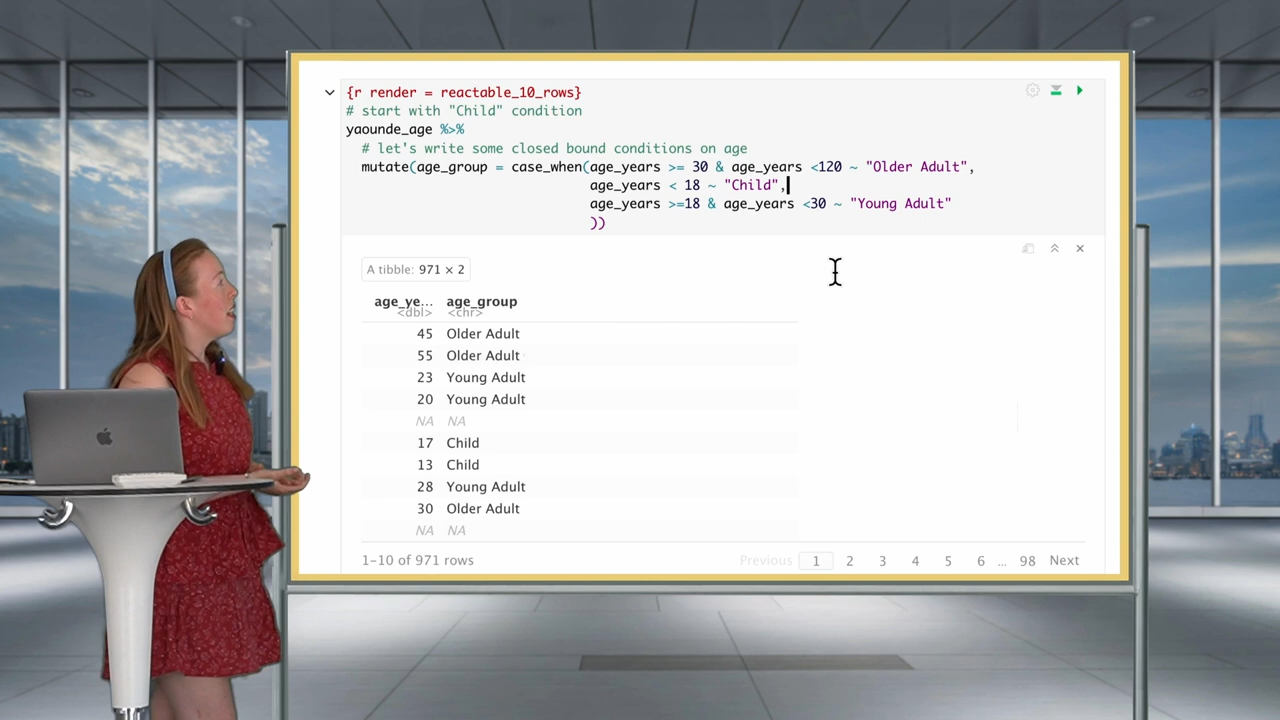 {r render = reactable_10_rows}
# start with "Child" condition
yaounde_age %>%
# let's write some closed bound conditions on age
mutate(age_group = case_when(age_years >= 30 & age_years <120 ~ "Older Adult",
age_years < 18 ~ "Child",
age_years >=18 & age_years <30 ~ "Young Adult"
))
A tibble: 971 × 2
age_ye... age_group
<dbl> <chr>
45 Older Adult
55 Older Adult
23 Young Adult
20 Young Adult
NA NA
17 Child
13 Child
28 Young Adult
30 Older Adult
NA NA
1-10 of 971 rows Previous 1 2 3 4 5 6 ... 98 Next